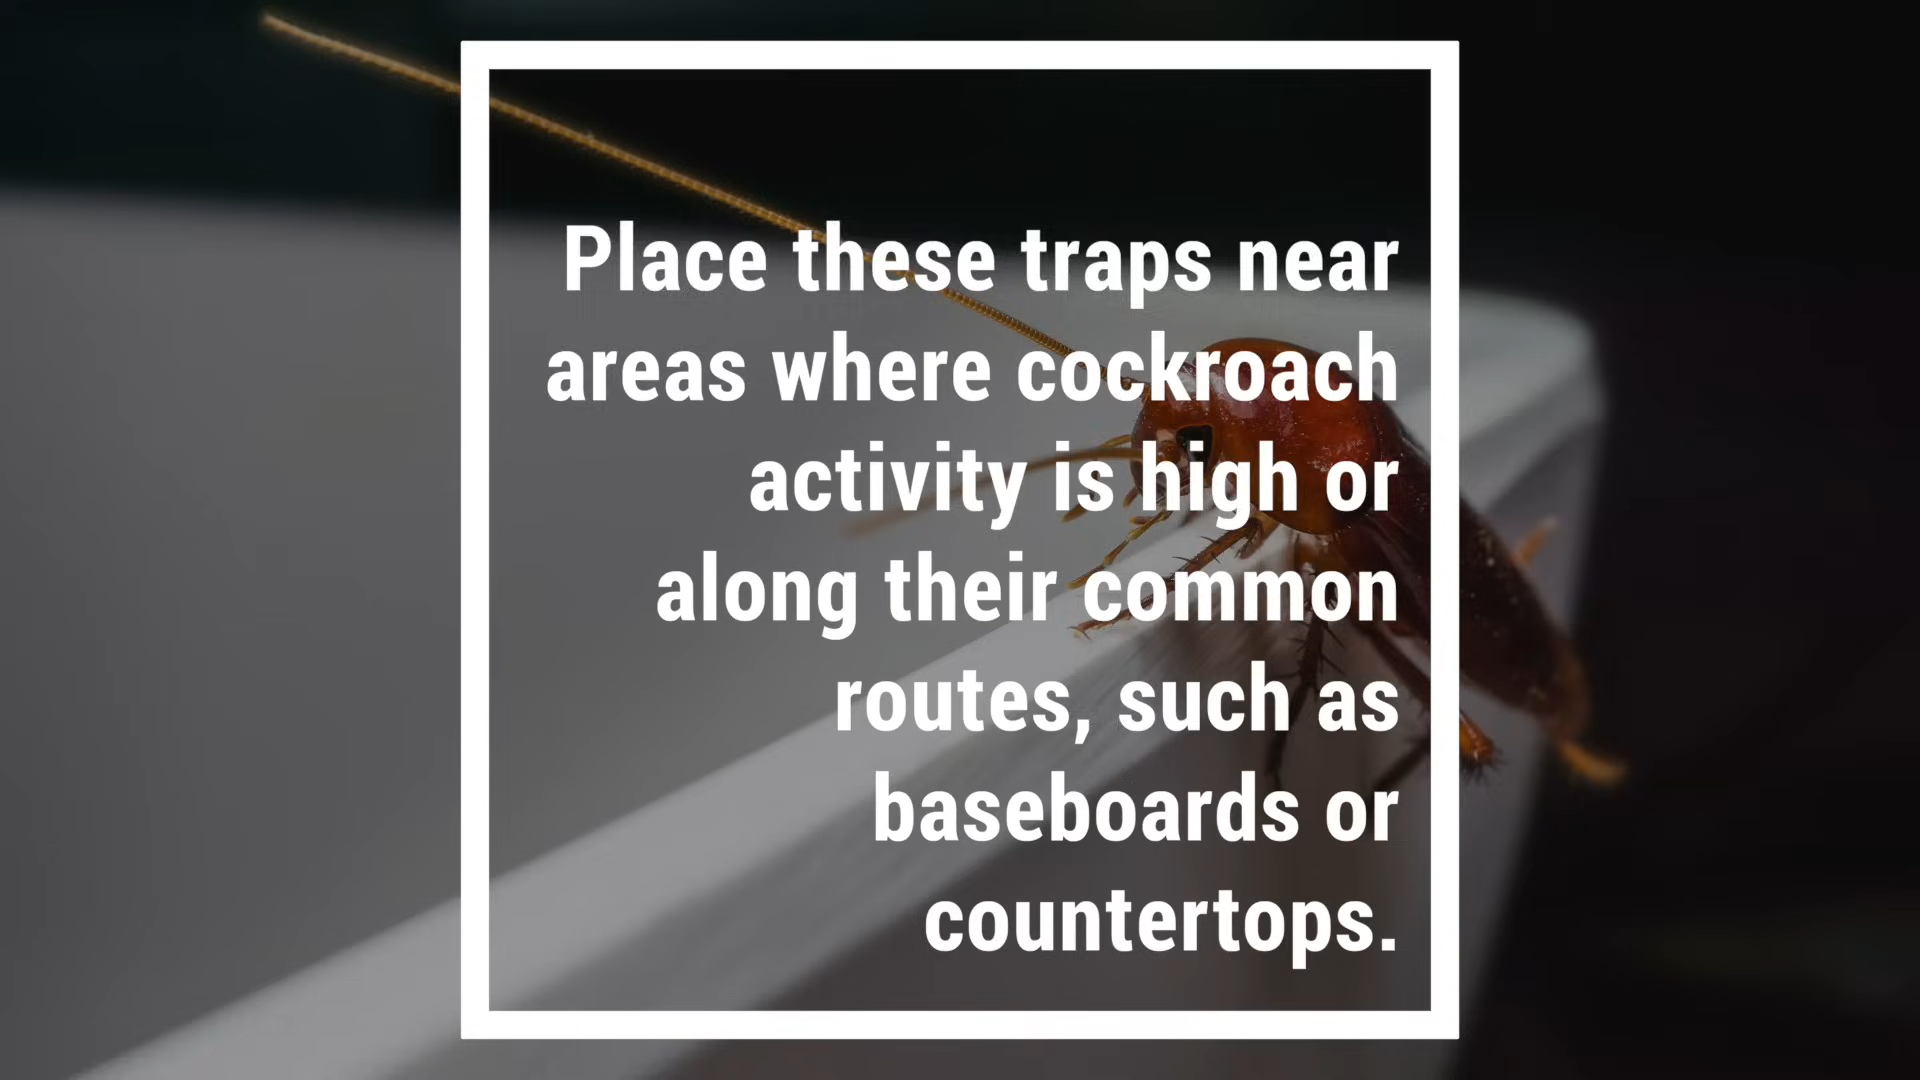 Place these traps near
areas where cockroach
activity is high or
along their common
routes, such as
baseboards or
countertops.